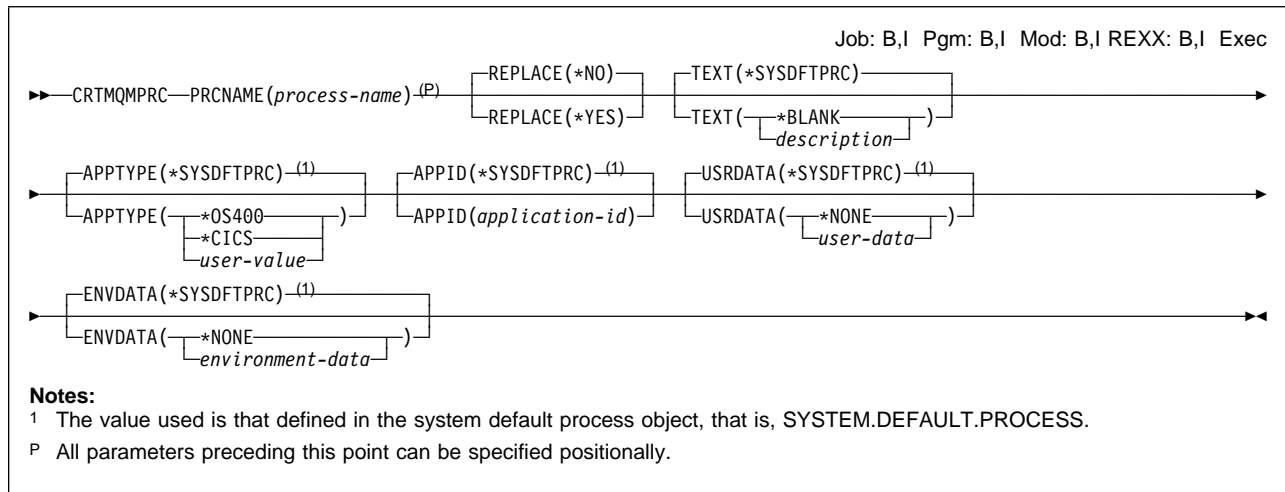 Job: B,I Pgm: B,I Mod: B,I REXX: B,I Exec
REPLACE(*NO) TEXT(*SYSDFTPRC)
CRTMQMPRC PRCNAME(process-name) (P)
REPLACE(*YES) TEXT( *BLANK )
description
APPTYPE(*SYSDFTPRC) (1) APPID(*SYSDFTPRC) (1) USRDATA(*SYSDFTPRC) (1)
APPTYPE( *OS400 ) APPID(application-id) USRDATA( *NONE )
*CICS user-data
user-value
ENVDATA(*SYSDFTPRC) (1)
ENVDATA( *NONE )
environment-data
Notes:
1 The value used is that defined in the system default process object, that is, SYSTEM.DEFAULT.PROCESS.
P All parameters preceding this point can be specified positionally.